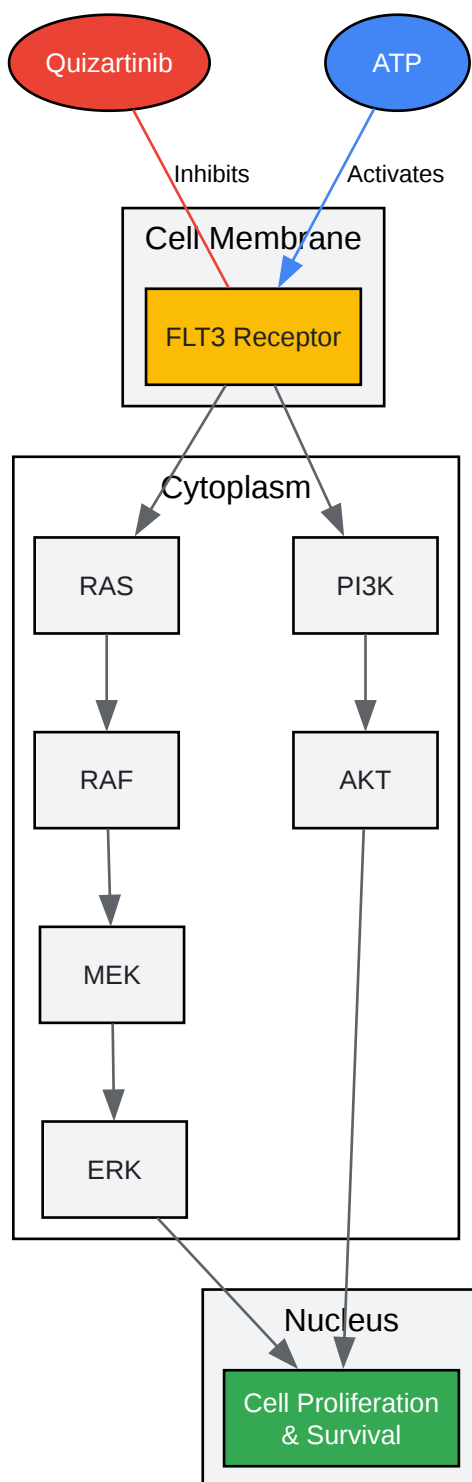 Quizartinib
ATP
Inhibits
Activates
Cell Membrane
FLT3 Receptor
Cytoplasm
RAS
PI3K
RAF
AKT
MEK
ERK
Nucleus
Cell Proliferation
& Survival